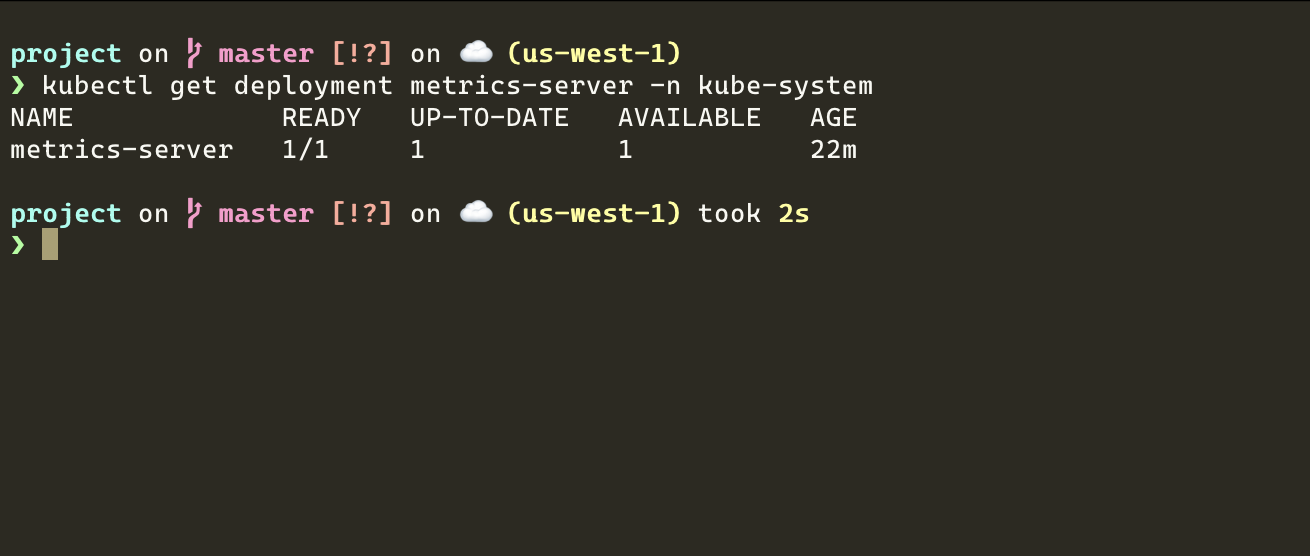 project on master [!?] on ☁️ (us-west-1)
❯ kubectl get deployment metrics-server -n kube-system
NAME             READY   UP-TO-DATE   AVAILABLE   AGE
metrics-server   1/1     1            1           22m
project on master [!?] on ☁️ (us-west-1) took 2s
❯